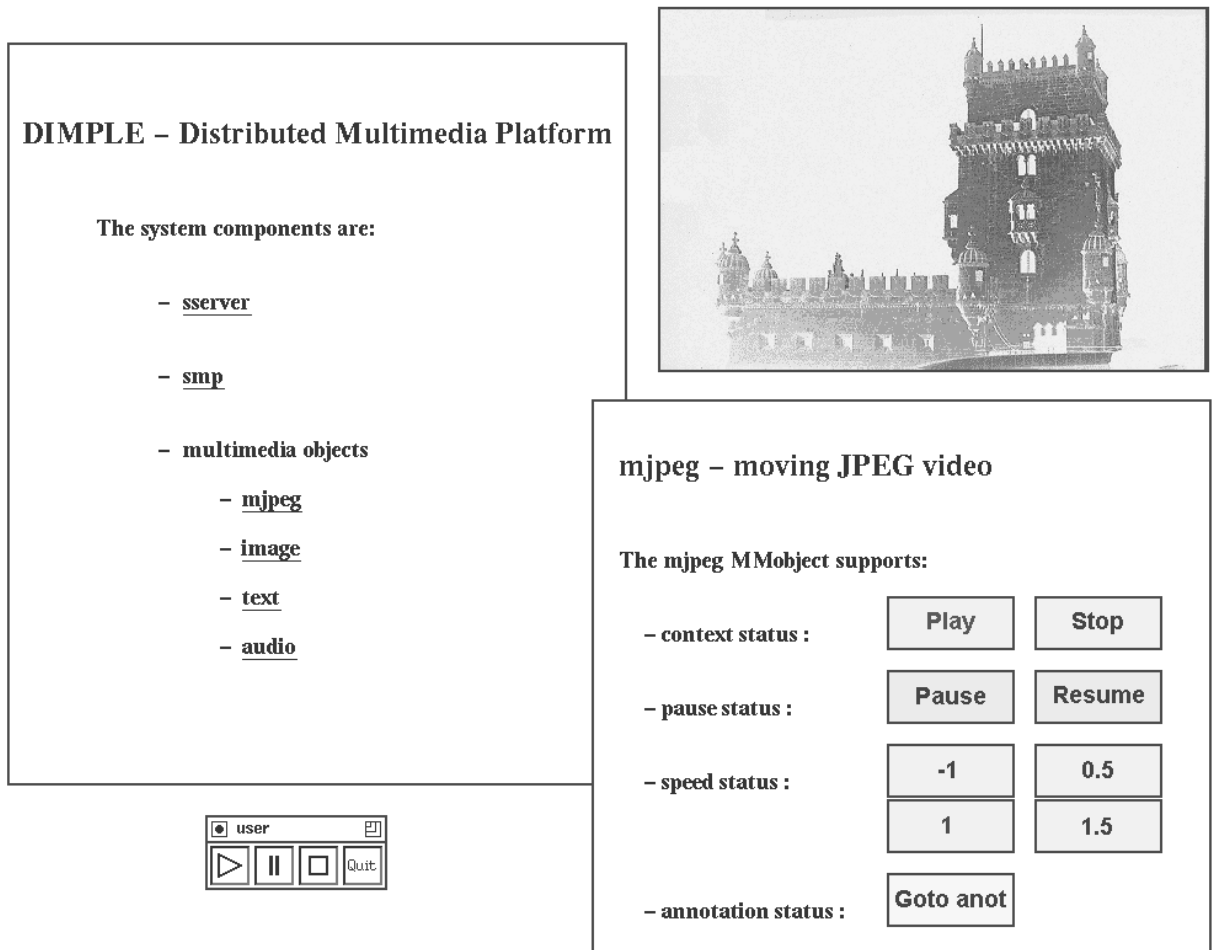 DIMPLE – Distributed Multimedia Platform
The system components are:
– sserver
– smp
– multimedia objects
– mjpeg
– image
– text
– audio
user
Quit
mjpeg – moving JPEG video
The mjpeg MMobject supports:
– context status : Play Stop
– pause status : Pause Resume
– speed status : -1 0.5
1 1.5
– annotation status : Goto anot